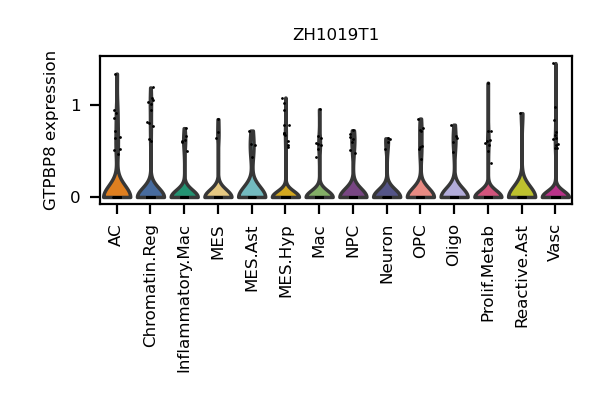 ZH1019T1
GTPBP8 expression
1
0
AC
Chromatin.Reg
Inflammatory.Mac
MES
MES.Ast
MES.Hyp
Mac
NPC
Neuron
OPC
Oligo
Prolif.Metab
Reactive.Ast
Vasc